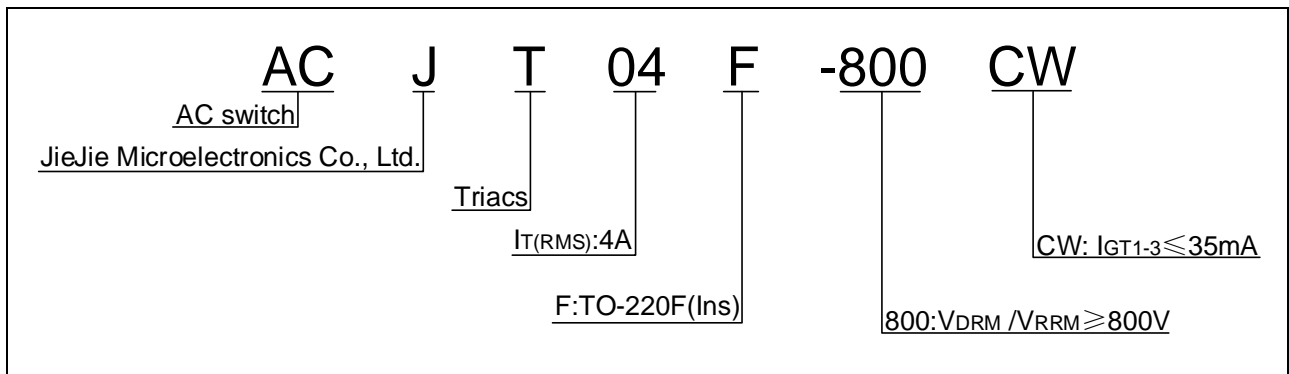 AC J T 04 F -800 CW
AC switch
JieJie Microelectronics Co., Ltd.
Triacs
IT(RMS):4A
CW: IGT1-3≤35mA
F:TO-220F(Ins)
800:VDRM /VRRM≥800V